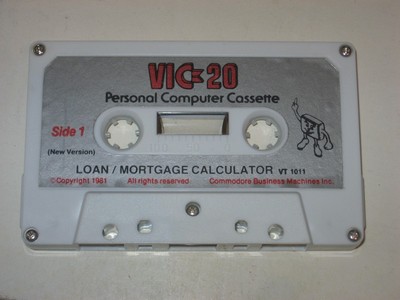 VIC-20
Personal Computer Cassette
Side 1
(New Version)
LOAN / MORTGAGE CALCULATOR VT 1011
©Copyright 1981 All rights reserved Commodore Business Machines Inc.